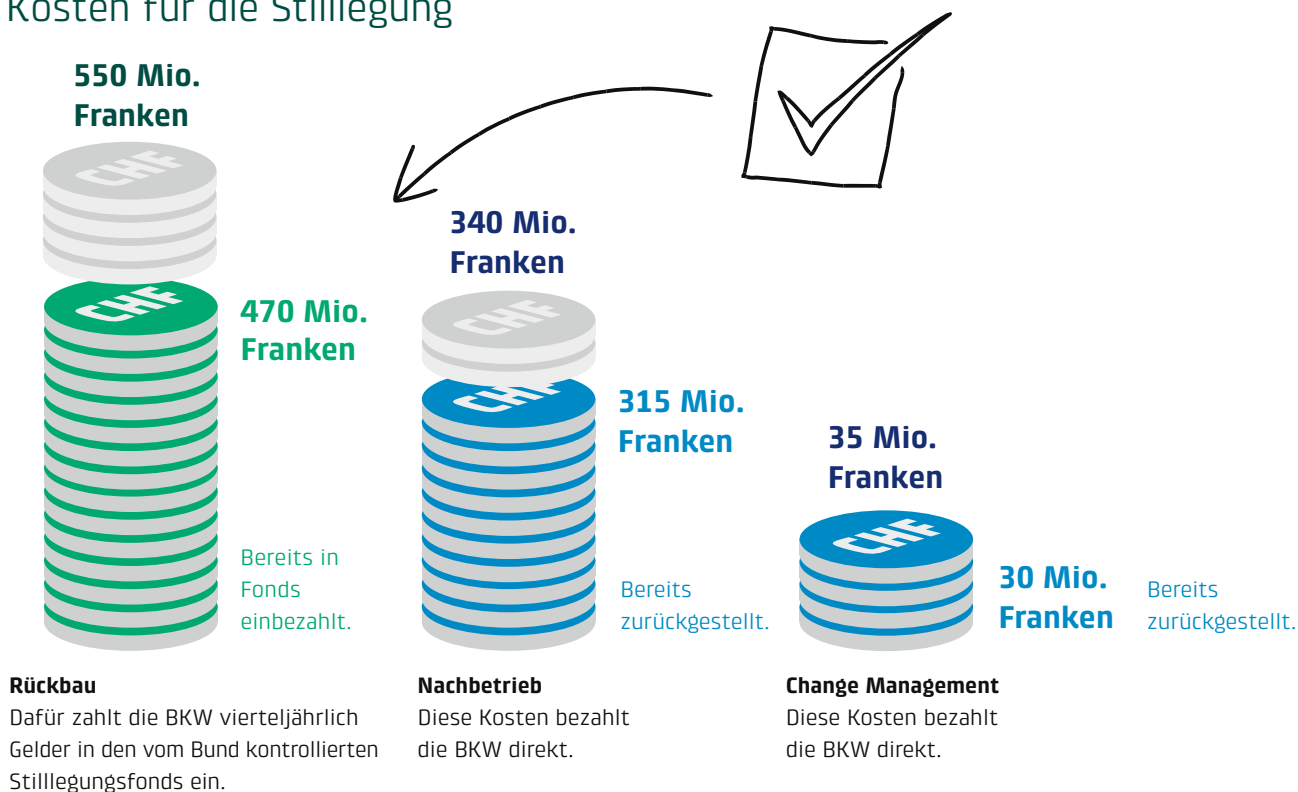 Kosten für die Stilllegung
550 Mio.
Franken
CHF
470 Mio.
Franken
CHF
Bereits in
Fonds
einbezahlt.
340 Mio.
Franken
CHF
315 Mio.
Franken
CHF
Bereits
zurückgestellt.
35 Mio.
Franken
CHF
30 Mio.
Franken
Bereits
zurückgestellt.
Rückbau
Dafür zahlt die BKW vierteljährlich
Gelder in den vom Bund kontrollierten
Stilllegungsfonds ein.
Nachbetrieb
Diese Kosten bezahlt
die BKW direkt.
Change Management
Diese Kosten bezahlt
die BKW direkt.